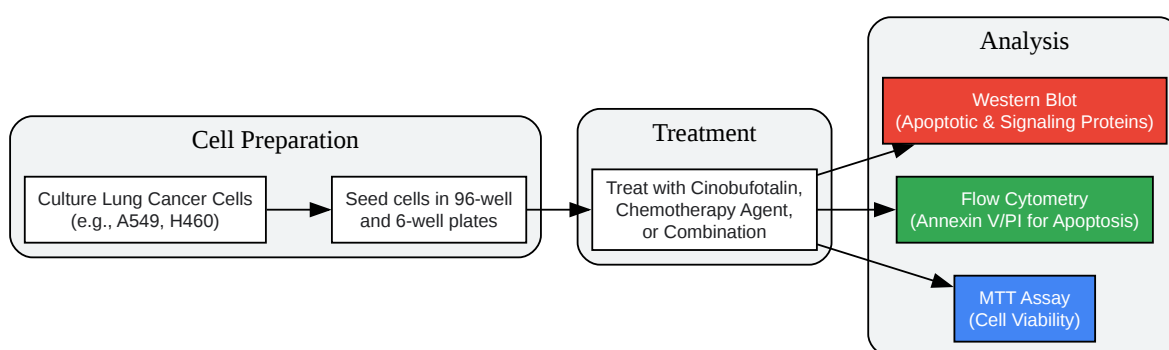 Cell Preparation
Culture Lung Cancer Cells
(e.g., A549, H460)
Seed cells in 96-well
and 6-well plates
Treatment
Treat with Cinobufotalin,
Chemotherapy Agent,
or Combination
Analysis
Western Blot
(Apoptotic & Signaling Proteins)
Flow Cytometry
(Annexin V/PI for Apoptosis)
MTT Assay
(Cell Viability)